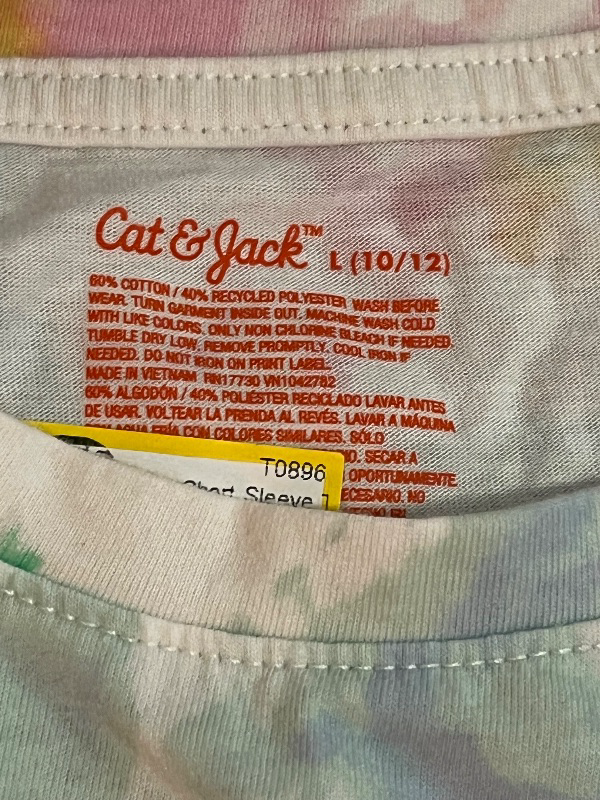 Cat & Jack™ L (10/12)
60% COTTON / 40% RECYCLED POLYESTER WASH BEFORE
WEAR. TURN GARMENT INSIDE OUT. MACHINE WASH COLD
WITH LIKE COLORS. ONLY NON CHLORINE BLEACH IF NEEDED.
TUMBLE DRY LOW. REMOVE PROMPTLY. COOL IRON IF
NEEDED. DO NOT IRON ON PRINT LABEL.
MADE IN VIETNAM RN17730 VN1042782
60% ALGODÓN / 40% POLIÉSTER RECICLADO LAVAR ANTES
DE USAR. VOLTEAR LA PRENDA AL REVÉS. LAVAR A MÁQUINA
CON AGUA FRÍA CON COLORES SIMILARES. SÓLO
SECAR A
OPORTUNAMENTE.
NO
T0896
Short Sleeve